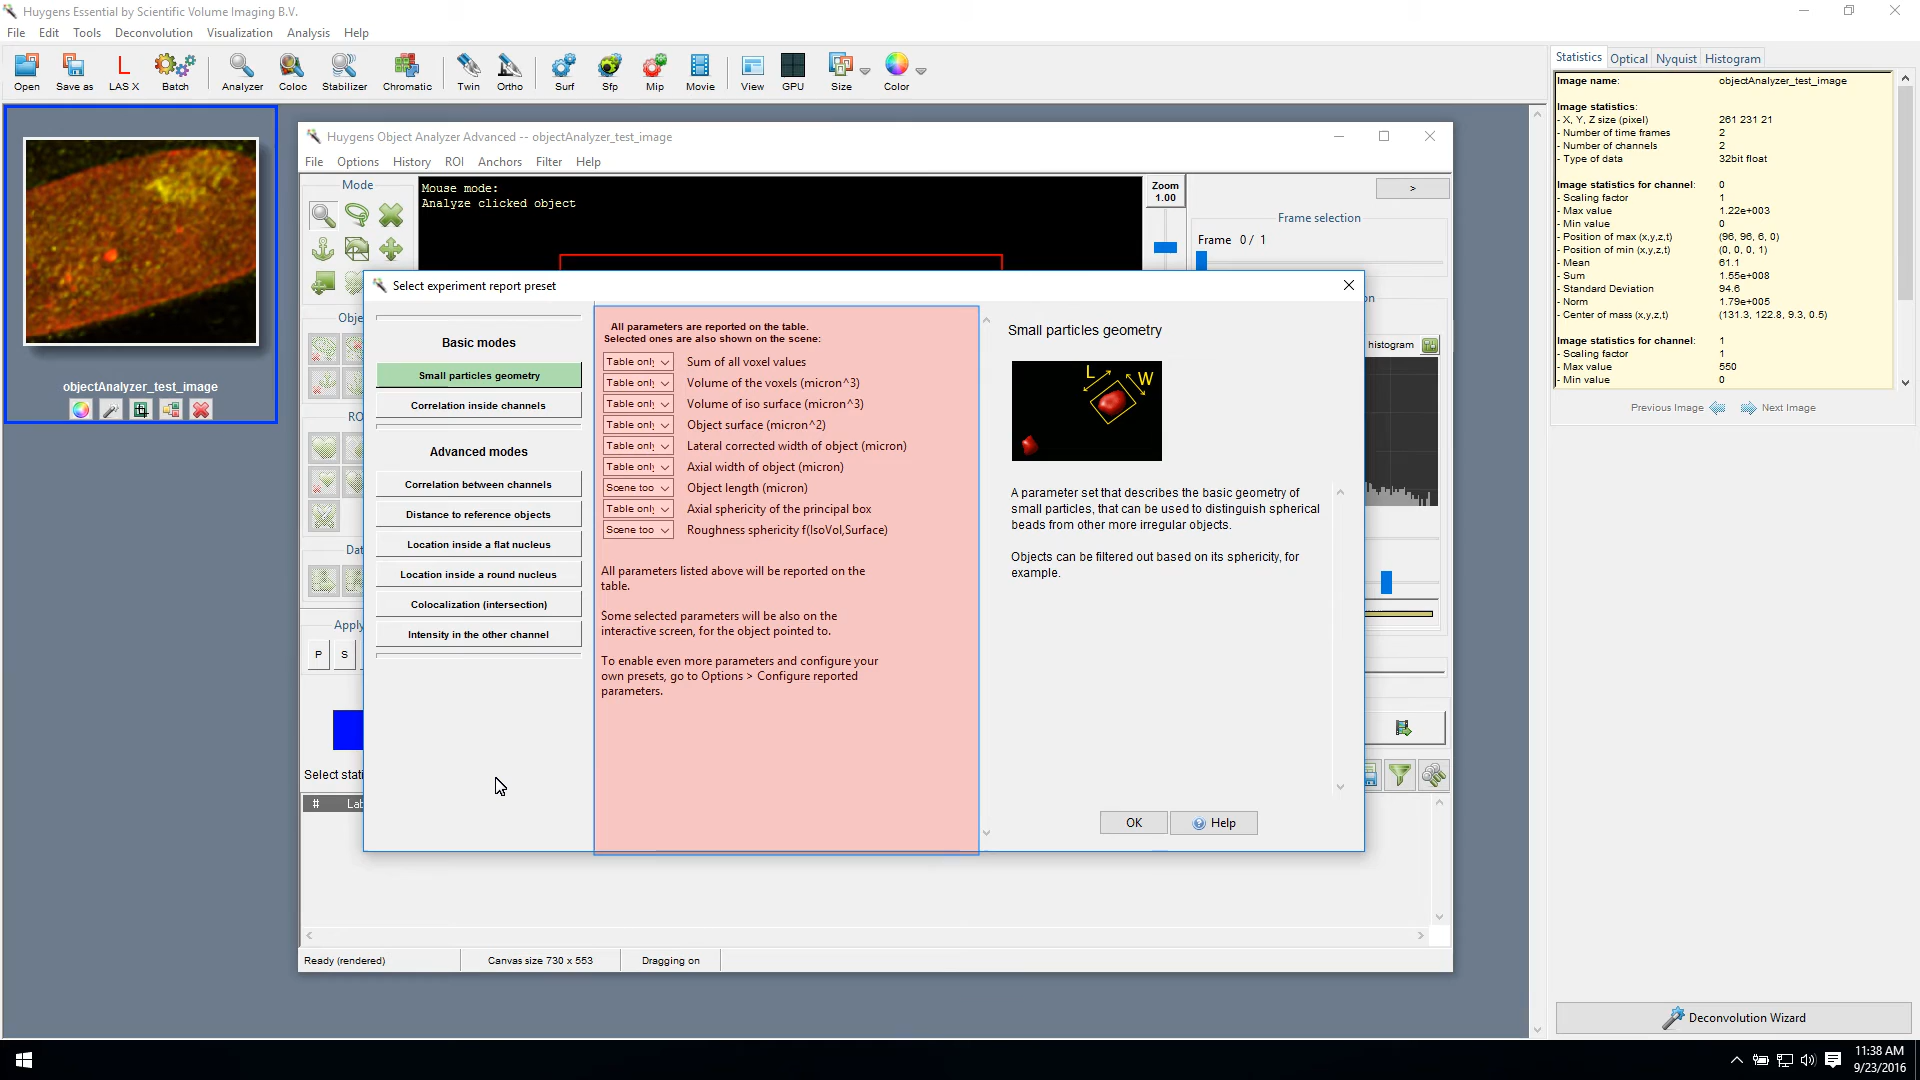 Huygens Essential by Scientific Volume Imaging B.V.
File Edit Tools Deconvolution Visualization Analysis Help
Open Save as LAS X Batch Analyzer Coloc Stabilizer Chromatic Twin Ortho Surf Sfp Mip Movie View GPU Size Color
objectAnalyzer_test_image
Huygens Object Analyzer Advanced -- objectAnalyzer_test_image
File Options History ROI Anchors Filter Help
Mode
Mouse mode:
Analyze clicked object
Zoom
1.00
>
Frame selection
Frame 0 / 1
histogram
Apply
P S
Select experiment report preset
Basic modes
Small particles geometry
Correlation inside channels
Advanced modes
Correlation between channels
Distance to reference objects
Location inside a flat nucleus
Location inside a round nucleus
Colocalization (intersection)
Intensity in the other channel
All parameters are reported on the table.
Selected ones are also shown on the scene:
Table only Sum of all voxel values
Table only Volume of the voxels (micron^3)
Table only Volume of iso surface (micron^3)
Table only Object surface (micron^2)
Table only Lateral corrected width of object (micron)
Table only Axial width of object (micron)
Scene too Object length (micron)
Table only Axial sphericity of the principal box
Scene too Roughness sphericity f(IsoVol,Surface)
All parameters listed above will be reported on the
table.
Some selected parameters will be also on the
interactive screen, for the object pointed to.
To enable even more parameters and configure your
own presets, go to Options > Configure reported
parameters.
Small particles geometry
L W
A parameter set that describes the basic geometry of
small particles, that can be used to distinguish spherical
beads from other more irregular objects.
Objects can be filtered out based on its sphericity, for
example.
OK Help
#
Ready (rendered) Canvas size 730 x 553 Dragging on
Statistics Optical Nyquist Histogram
Image name: objectAnalyzer_test_image
Image statistics:
- X, Y, Z size (pixel) 261 231 21
- Number of time frames 2
- Number of channels 2
- Type of data 32bit float
Image statistics for channel: 0
- Scaling factor 1
- Max value 1.22e+003
- Min value 0
- Position of max (x,y,z,t) (96, 96, 6, 0)
- Position of min (x,y,z,t) (0, 0, 0, 1)
- Mean 61.1
- Sum 1.55e+008
- Standard Deviation 94.6
- Norm 1.79e+005
- Center of mass (x,y,z,t) (131.3, 122.8, 9.3, 0.5)
Image statistics for channel: 1
- Scaling factor 1
- Max value 550
- Min value 0
Previous Image Next Image
Deconvolution Wizard
11:38 AM
9/23/2016